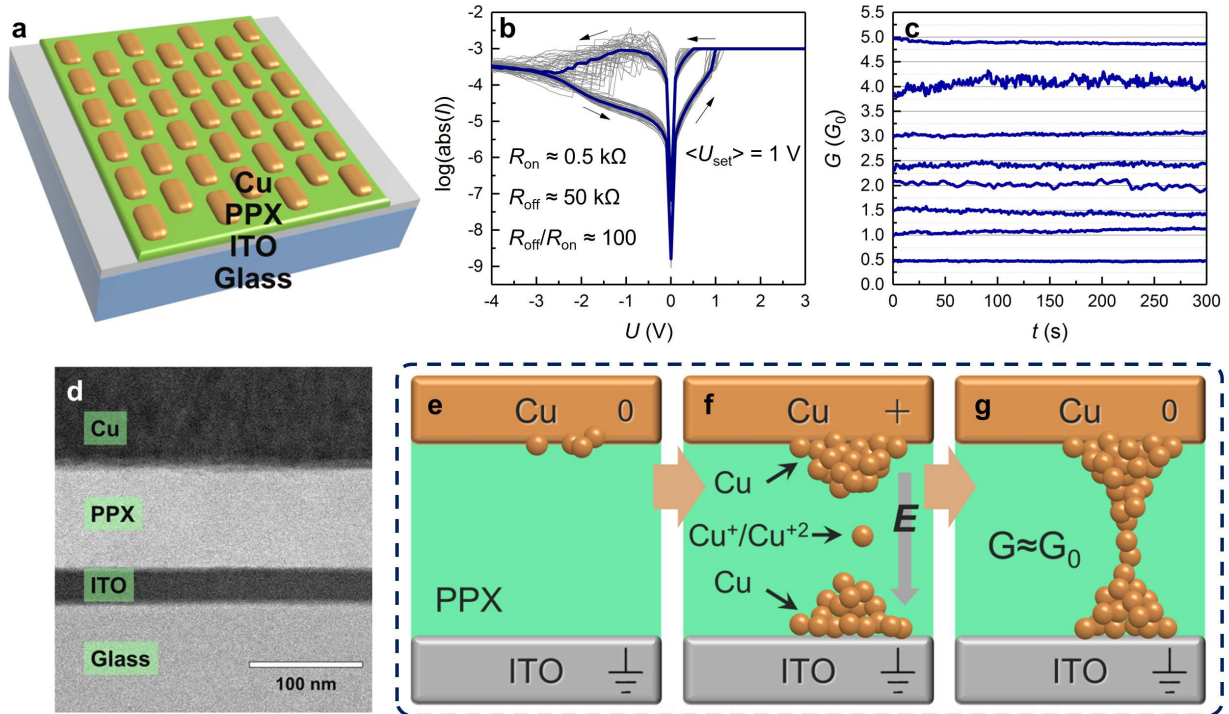 a
Cu
PPX
ITO
Glass
b
log(abs(I))
-2
-3
-4
-5
-6
-7
-8
-9
R_on ≈ 0.5 kΩ
<U_set> = 1 V
R_off ≈ 50 kΩ
R_off/R_on ≈ 100
-4 -3 -2 -1 0 1 2 3
U (V)
c
G (G₀)
5.0
4.5
4.0
3.5
3.0
2.5
2.0
1.5
1.0
0.5
0.0
0 50 100 150 200 250 300
t (s)
d
Cu
PPX
ITO
Glass
100 nm
e
Cu 0
PPX
ITO
f
Cu +
Cu
E
Cu⁺/Cu⁺²
Cu
ITO
g
Cu 0
G≈G₀
ITO